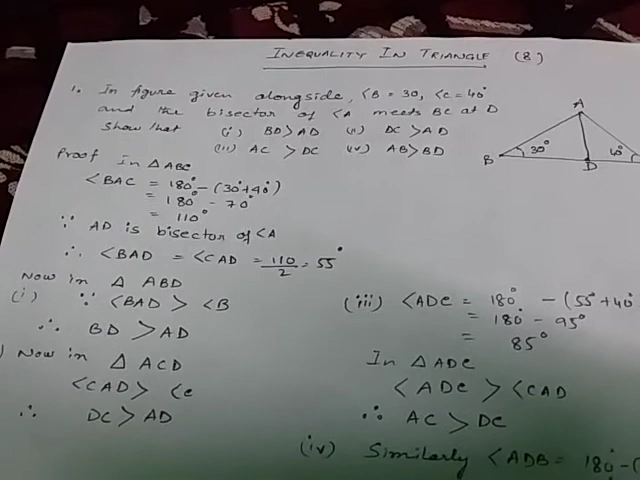 INEQUALITY IN TRIANGLE (8)
1. In figure given alongside, <B = 30, <C = 40°
and the bisector of <A meets BC at D
Show that (i) BD > AD (ii) DC > AD
(iii) AC > DC (iv) AB > BD
A
B 30° D 40°
Proof In △ ABC
<BAC = 180° - (30°+40°)
= 180° - 70°
= 110°
∵ AD is bisector of <A
∴ <BAD = <CAD = 110/2 = 55°
Now in △ ABD
(i) ∵ <BAD > <B
∴ BD > AD
) Now in △ ACD
<CAD > <C
∴ DC > AD
(iii) <ADC = 180° - (55°+40°
= 180° - 95°
= 85°
In △ ADC
<ADC > <CAD
∴ AC > DC
(iv) Similarly <ADB = 180° - (